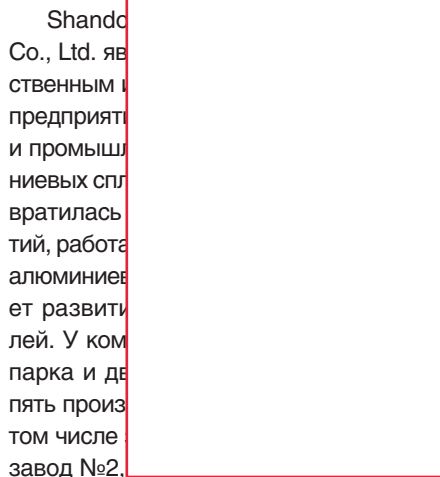 Shando
Co., Ltd. яв
ственным и
предприяти
и промышл
ниевых спл
вратилась
тий, работа
алюминиев
ет развити
лей. У ком
парка и дв
пять произ
том числе
завод №2,